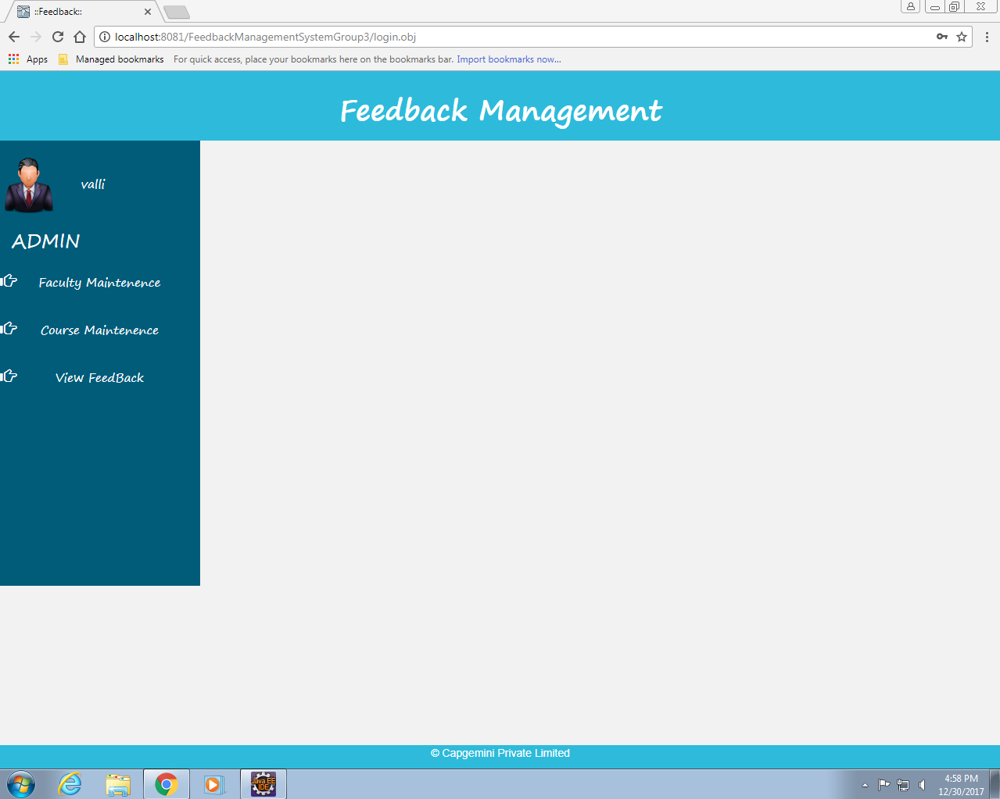 ::Feedback::
localhost:8081/FeedbackManagementSystemGroup3/login.obj
Apps Managed bookmarks For quick access, place your bookmarks here on the bookmarks bar. Import bookmarks now...
Feedback Management
valli
ADMIN
Faculty Maintenence
Course Maintenence
View FeedBack
© Capgemini Private Limited
Java EE
IDE
4:58 PM
12/30/2017